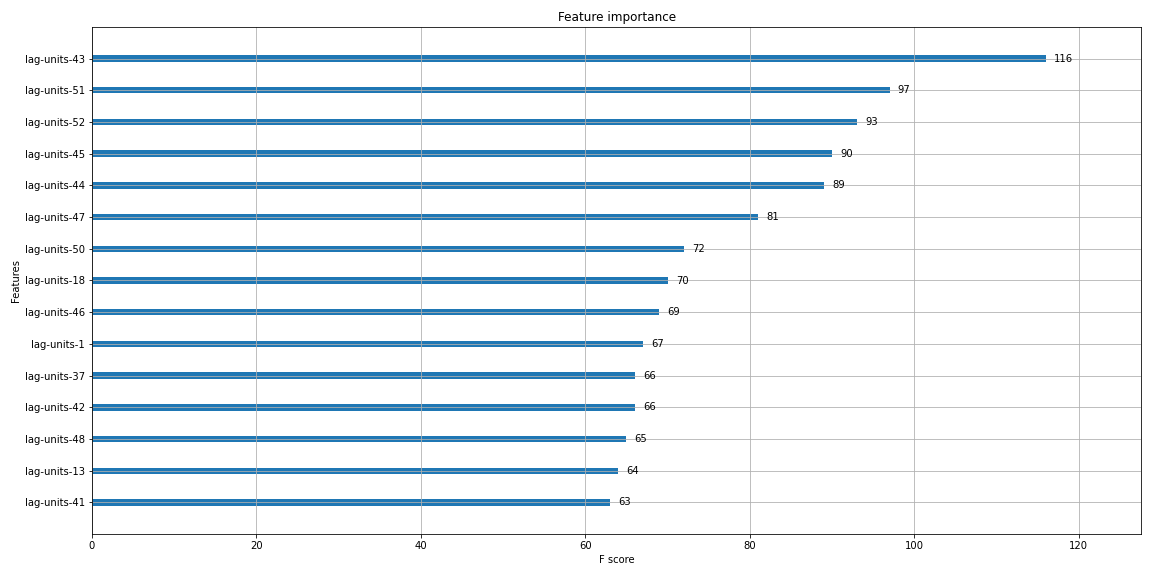 Feature importance
lag-units-43 116
lag-units-51 97
lag-units-52 93
lag-units-45 90
lag-units-44 89
lag-units-47 81
lag-units-50 72
lag-units-18 70
lag-units-46 69
lag-units-1 67
lag-units-37 66
lag-units-42 66
lag-units-48 65
lag-units-13 64
lag-units-41 63
Features
0 20 40 60 80 100 120
F score